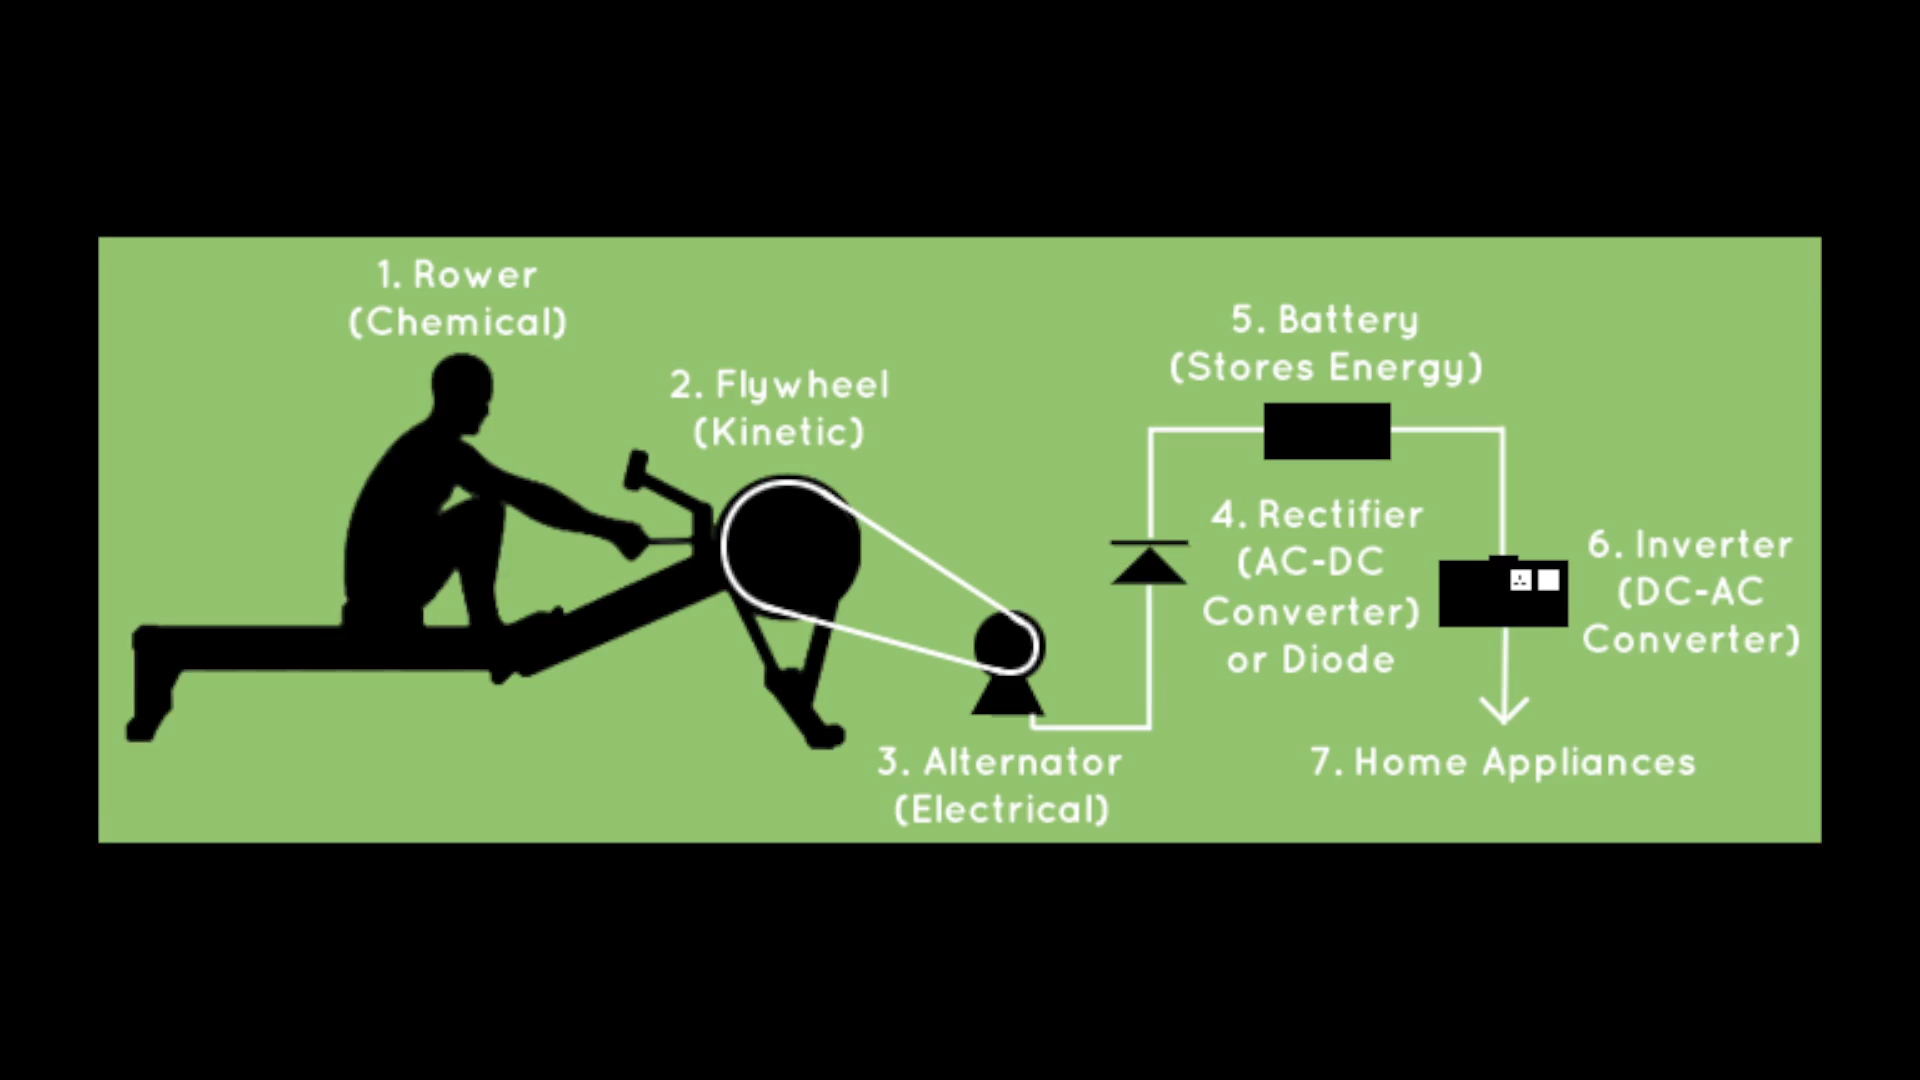 1. Rower
(Chemical)
2. Flywheel
(Kinetic)
3. Alternator
(Electrical)
4. Rectifier
(AC-DC
Converter)
or Diode
5. Battery
(Stores Energy)
6. Inverter
(DC-AC
Converter)
7. Home Appliances